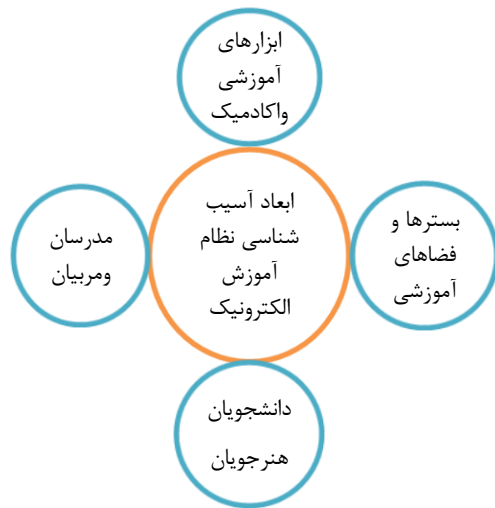 ابزارهای
آموزشی
واکادمیک
ابعاد آسیب
شناسی نظام
آموزش
الکترونیک
بسترها و
فضاهای
آموزشی
مدرسان
ومربیان
دانشجویان
هنرجویان